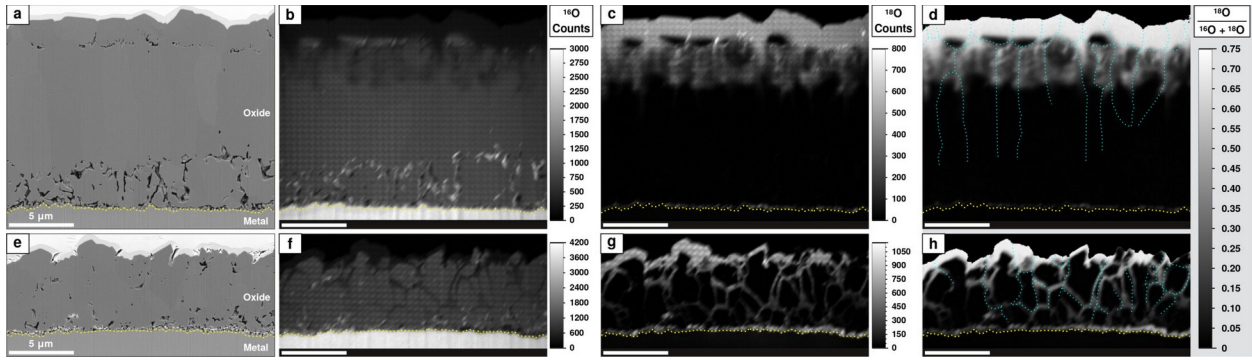 a
b
c
d
16O
Counts
18O
Counts
18O
16O + 18O
3000
2750
2500
2250
2000
1750
1500
1250
1000
750
500
250
0
800
700
600
500
400
300
200
100
0
0.75
0.70
0.65
0.60
0.55
0.50
0.45
0.40
0.35
0.30
0.25
0.20
0.15
0.10
0.05
0
Oxide
5 µm
Metal
e
f
g
h
4200
3600
3000
2400
1800
1200
600
0
1050
900
750
600
450
300
150
0
Oxide
5 µm
Metal